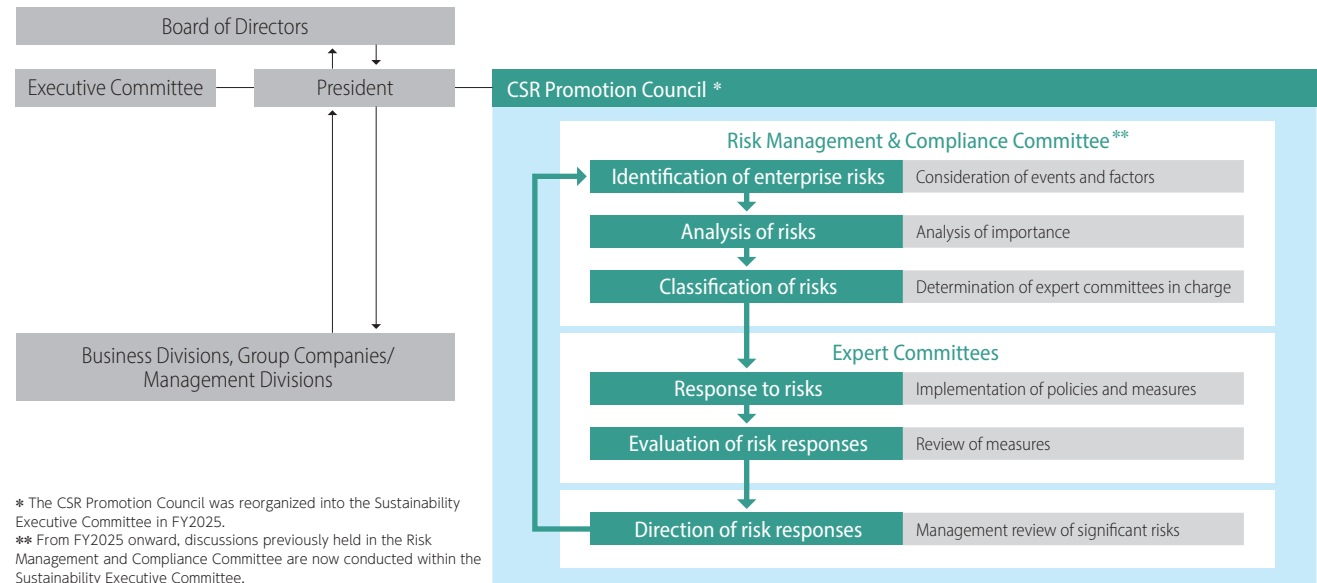 Board of Directors
Executive Committee
President
CSR Promotion Council *
Risk Management & Compliance Committee**
Identification of enterprise risks
Consideration of events and factors
Analysis of risks
Analysis of importance
Classification of risks
Determination of expert committees in charge
Business Divisions, Group Companies/
Management Divisions
Expert Committees
Response to risks
Implementation of policies and measures
Evaluation of risk responses
Review of measures
Direction of risk responses
Management review of significant risks
* The CSR Promotion Council was reorganized into the Sustainability
Executive Committee in FY2025.
** From FY2025 onward, discussions previously held in the Risk
Management and Compliance Committee are now conducted within the
Sustainability Executive Committee.